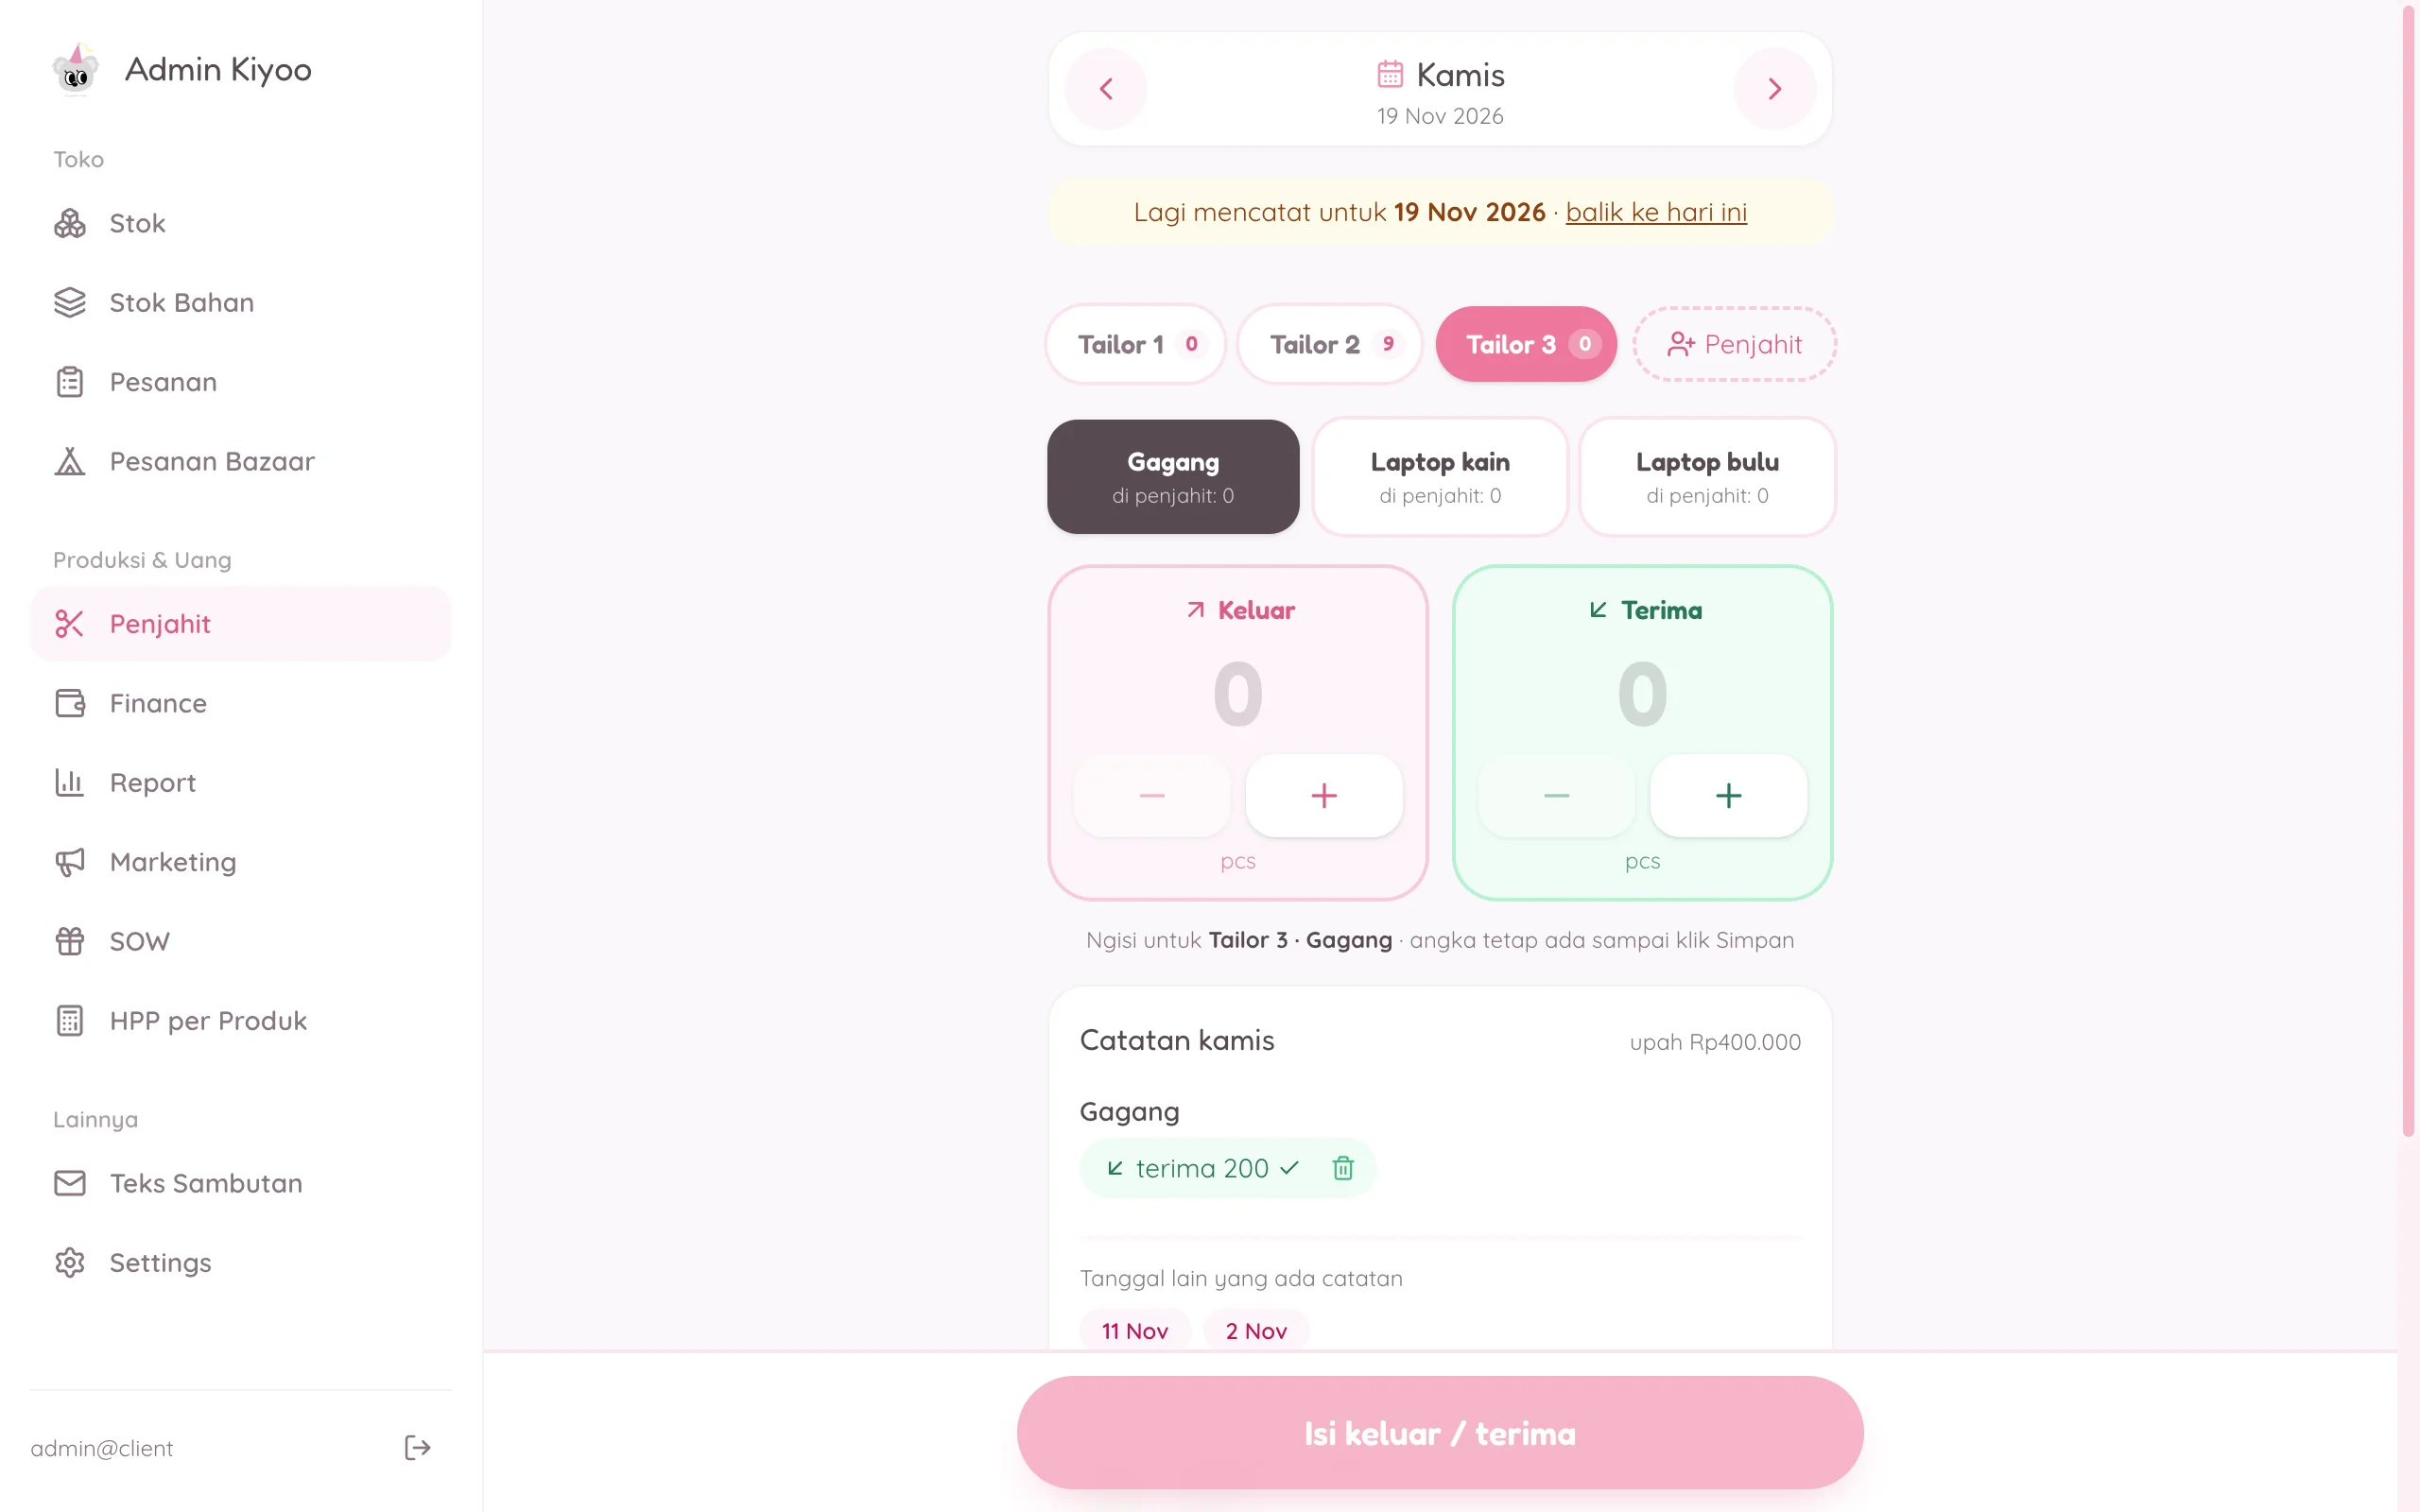 Admin Kiyoo
Toko
Stok
Stok Bahan
Pesanan
Pesanan Bazaar
Produksi & Uang
Penjahit
Finance
Report
Marketing
SOW
HPP per Produk
Lainnya
Teks Sambutan
Settings
admin@client
Kamis
19 Nov 2026
Lagi mencatat untuk 19 Nov 2026 · balik ke hari ini
Tailor 1 0
Tailor 2 9
Tailor 3 0
Penjahit
Gagang
di penjahit: 0
Laptop kain
di penjahit: 0
Laptop bulu
di penjahit: 0
Keluar
0
pcs
Terima
0
pcs
Ngisi untuk Tailor 3 · Gagang · angka tetap ada sampai klik Simpan
Catatan kamis
upah Rp400.000
Gagang
terima 200
Tanggal lain yang ada catatan
11 Nov
2 Nov
Isi keluar / terima